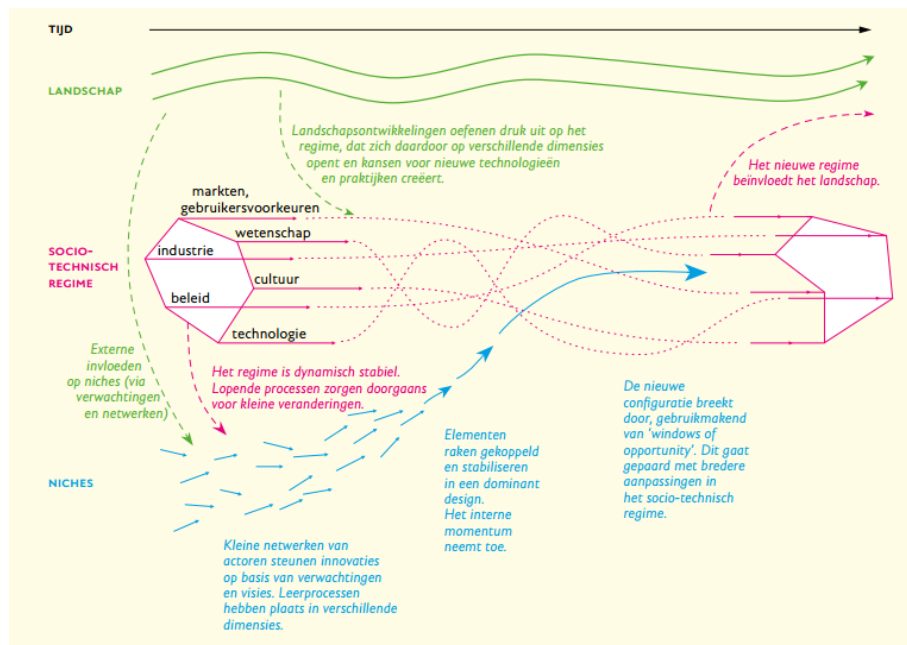 TIJD
LANDSCHAP
Landschapsontwikkelingen oefenen druk uit op het
regime, dat zich daardoor op verschillende dimensies
opent en kansen voor nieuwe technologieën
en praktijken creëert.
Het nieuwe regime
beïnvloedt het landschap.
markten,
gebruikersvoorkeuren
wetenschap
industrie
cultuur
beleid
technologie
SOCIO-
TECHNISCH
REGIME
Externe
invloeden
op niches (via
verwachtingen
en netwerken)
Het regime is dynamisch stabiel.
Lopende processen zorgen doorgaans
voor kleine veranderingen.
NICHES
Elementen
raken gekoppeld
en stabiliseren
in een dominant
design.
Het interne
momentum
neemt toe.
De nieuwe
configuratie breekt
door, gebruikmakend
van 'windows of
opportunity'. Dit gaat
gepaard met bredere
aanpassingen in
het socio-technisch
regime.
Kleine netwerken van
actoren steunen innovaties
op basis van verwachtingen
en visies. Leerprocessen
hebben plaats in verschillende
dimensies.